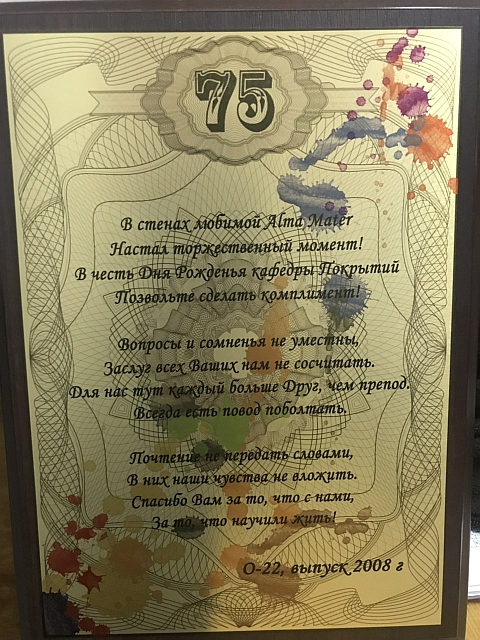 75
В стенах любимой Alma Mater
Настал торжественный момент!
В честь Дня Рожденья кафедры Покрытий
Позвольте сделать комплимент!
Вопросы и сомненья не уместны,
Заслуг всех Ваших нам не сосчитать.
Для нас тут каждый больше Друг, чем препод.
Всегда есть повод поболтать.
Почтение не передать словами,
В них наши чувства не вложить.
Спасибо Вам за то, что с нами,
За то, что научили жить!
О-22, выпуск 2008 г